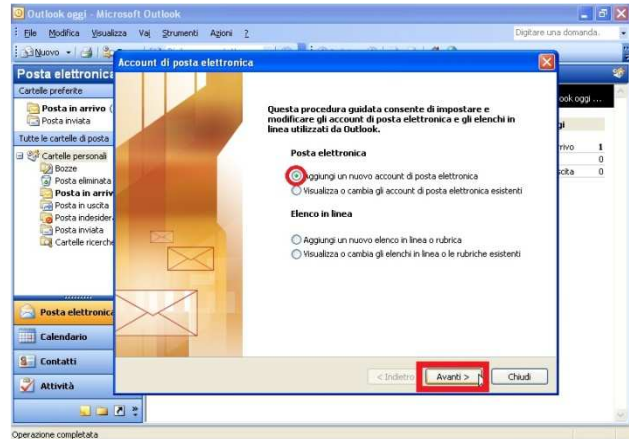 Outlook oggi - Microsoft Outlook
File Modifica Visualizza Vai Strumenti Azioni ?
Digitare una domanda.
Nuovo
Account di posta elettronica
Posta elettronica
Cartelle preferite
Posta in arrivo (
Posta inviata
Tutte le cartelle di posta
Cartelle personali
Bozze
Posta eliminata
Posta in arriv
Posta in uscita
Posta indesider
Posta inviata
Cartelle ricerche
Posta elettronica
Calendario
Contatti
Attività
Questa procedura guidata consente di impostare e
modificare gli account di posta elettronica e gli elenchi in
linea utilizzati da Outlook.
Posta elettronica
Aggiungi un nuovo account di posta elettronica
Visualizza o cambia gli account di posta elettronica esistenti
Elenco in linea
Aggiungi un nuovo elenco in linea o rubrica
Visualizza o cambia gli elenchi in linea o le rubriche esistenti
< Indietro
Avanti >
Chiudi
ook oggi ...
gi
rrivo 1
0
scita 0
Operazione completata